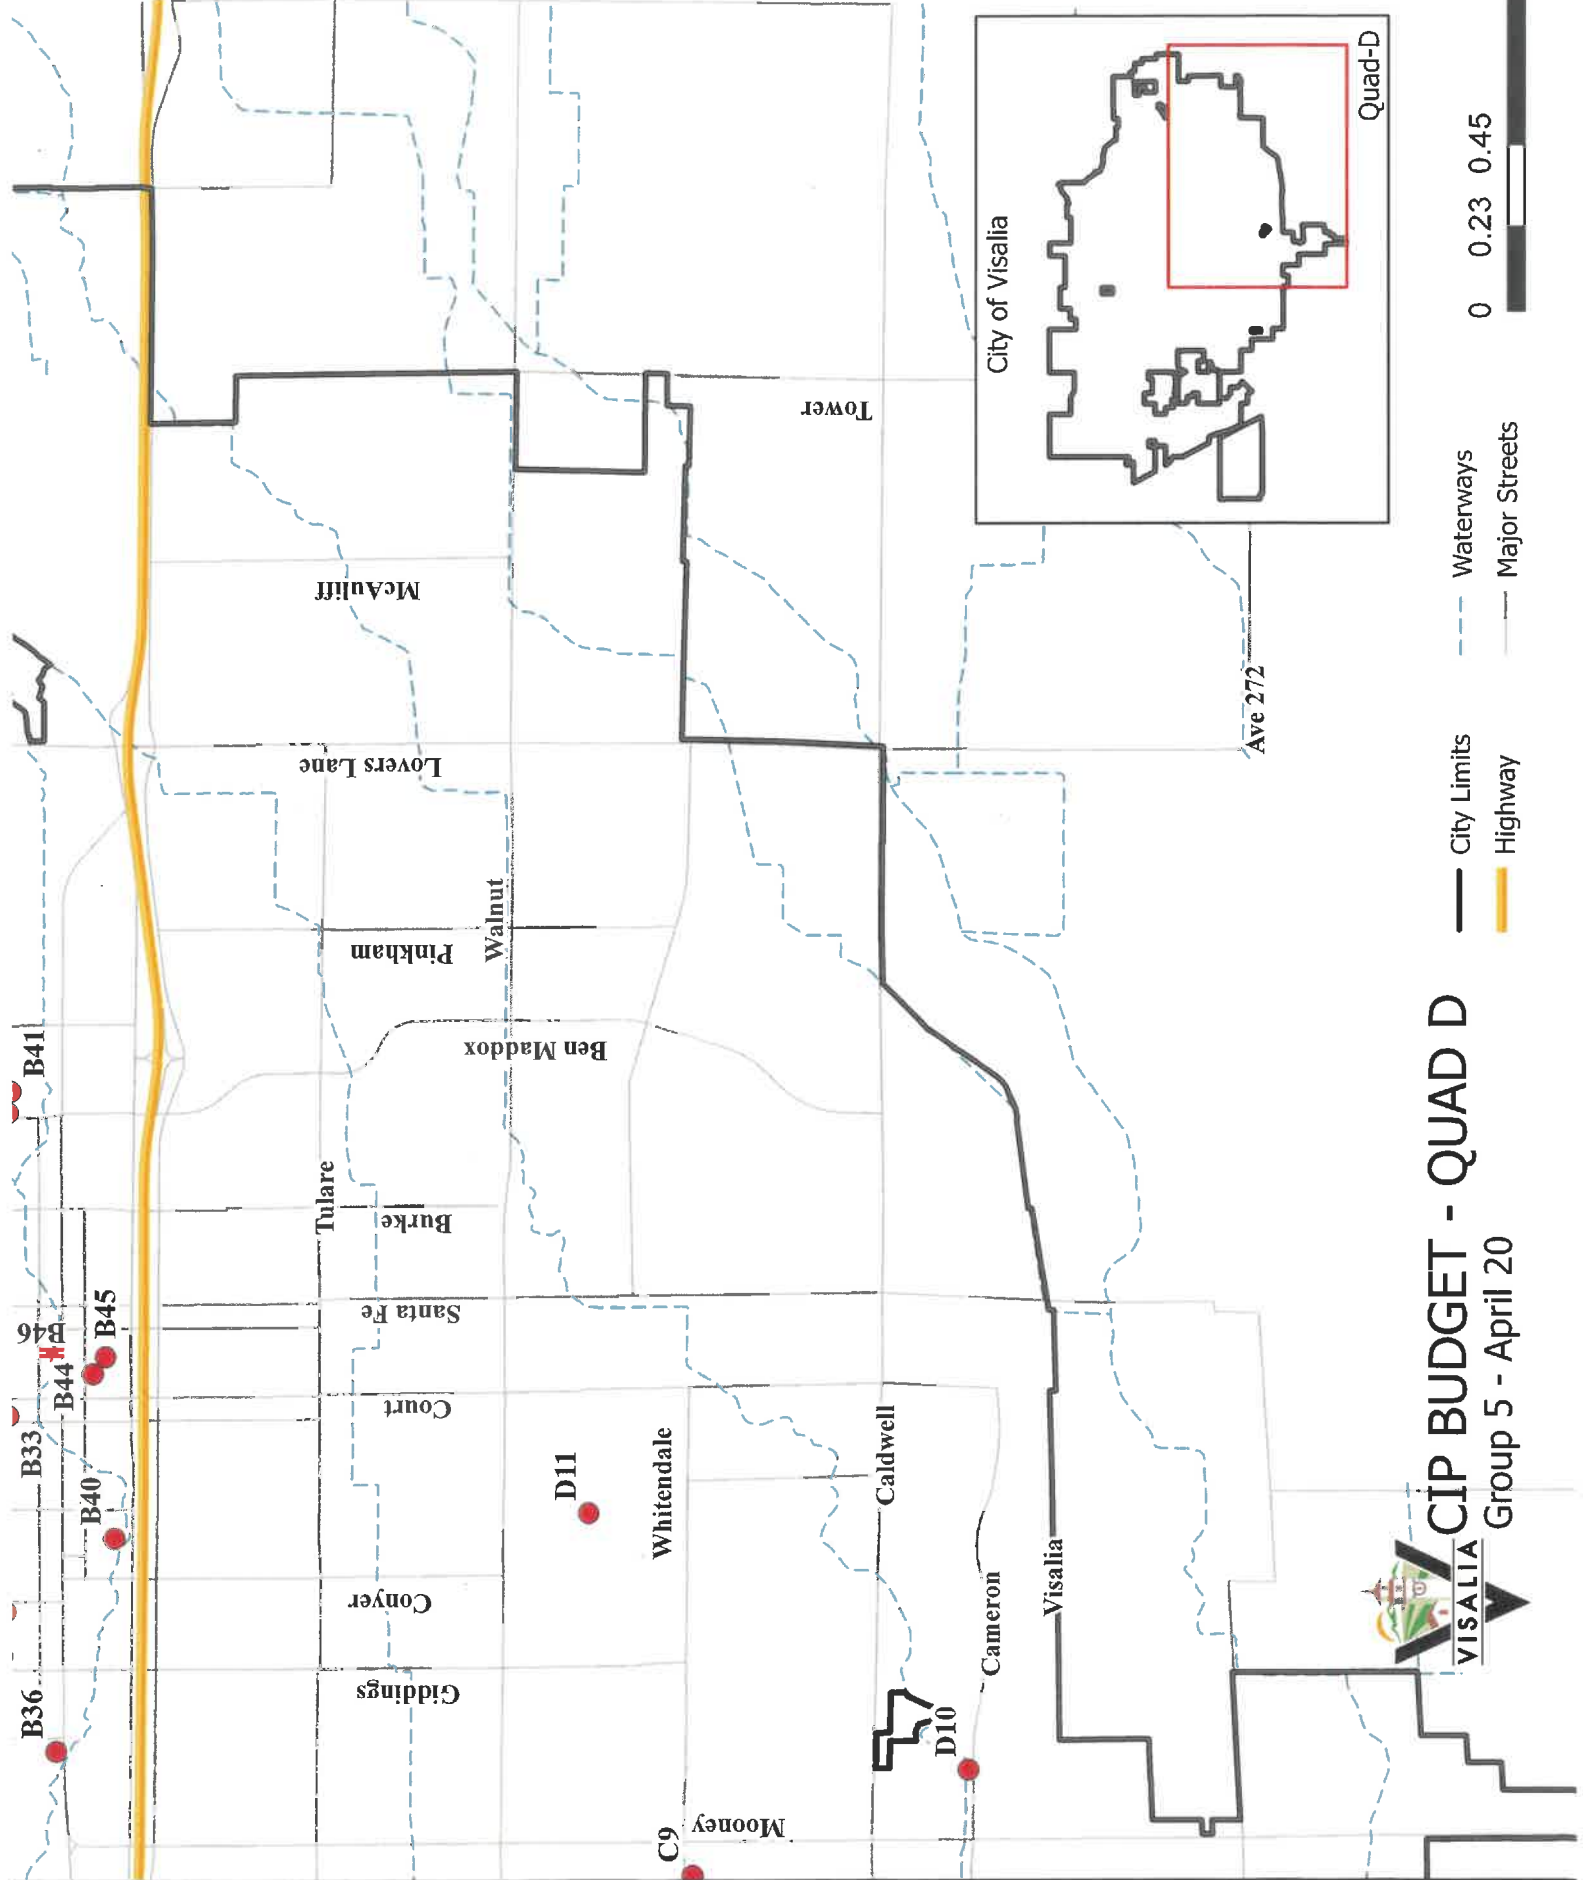 B36
B40
B33
B44
B46
B45
B41
Giddings
Conyer
Court
Santa Fe
Burke
Tulare
Ben Maddox
Pinkham
Walnut
Lovers Lane
McAuliff
Tower
C9
Mooney
D11
Whitendale
D10
Caldwell
Cameron
Visalia
Ave 272
City of Visalia
Quad-D
VISALIA
CIP BUDGET - QUAD D
Group 5 - April 20
City Limits
Highway
Waterways
Major Streets
0 0.23 0.45